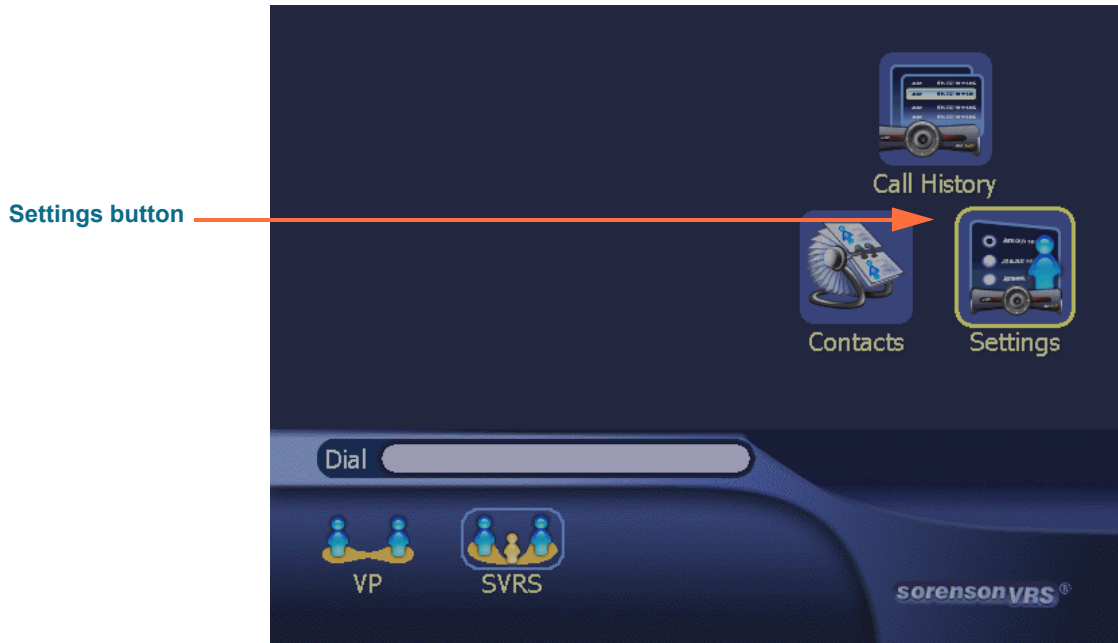 Call History
Settings button
Contacts
Settings
Dial
VP
SVRS
sorensonVRS®